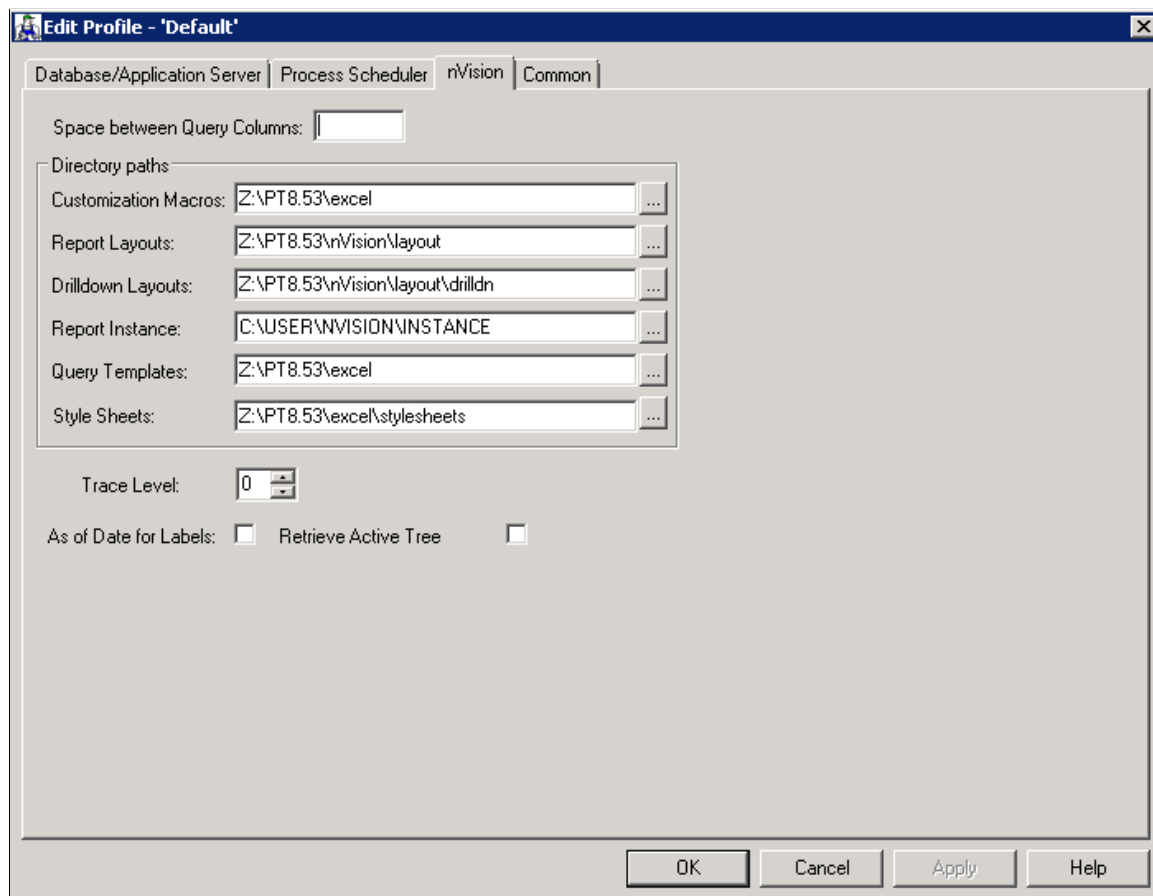 Edit Profile - 'Default'
Database/Application Server Process Scheduler nVision Common
Space between Query Columns:
Directory paths
Customization Macros: Z:\PT8.53\excel ...
Report Layouts: Z:\PT8.53\nVision\layout ...
Drilldown Layouts: Z:\PT8.53\nVision\layout\drilldn ...
Report Instance: C:\USER\NVISION\INSTANCE ...
Query Templates: Z:\PT8.53\excel ...
Style Sheets: Z:\PT8.53\excel\stylesheets ...
Trace Level: 0
As of Date for Labels: Retrieve Active Tree
OK Cancel Apply Help